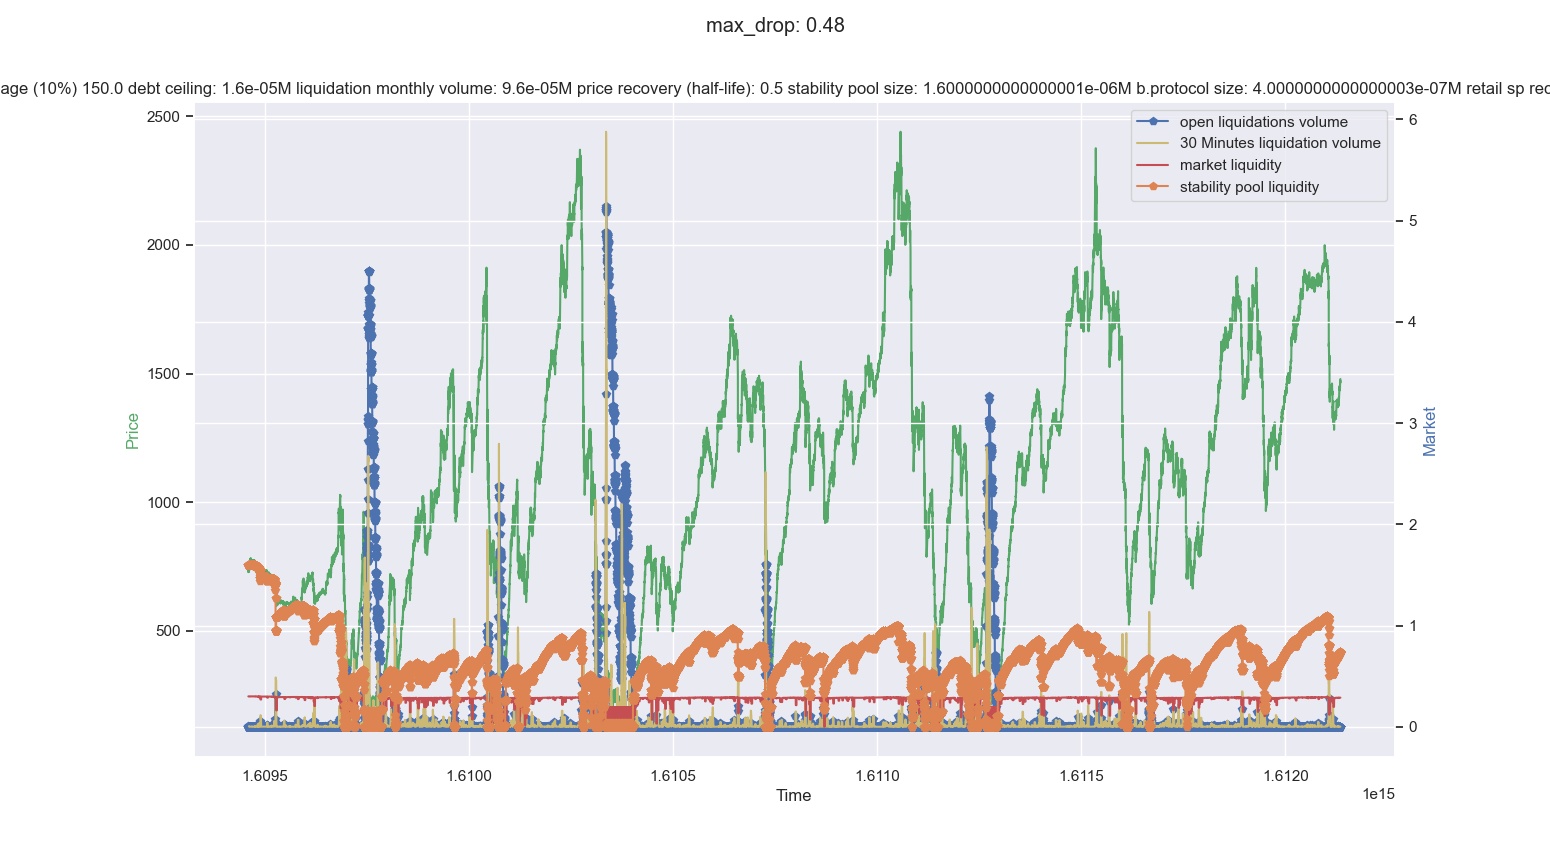 max_drop: 0.48
age (10%) 150.0 debt ceiling: 1.6e-05M liquidation monthly volume: 9.6e-05M price recovery (half-life): 0.5 stability pool size: 1.6000000000000001e-06M b.protocol size: 4.0000000000000003e-07M retail sp rec
2500
2000
1500
1000
500
Price
6
5
4
3
2
1
0
Market
open liquidations volume
30 Minutes liquidation volume
market liquidity
stability pool liquidity
1.6095
1.6100
1.6105
1.6110
1.6115
1.6120
Time
1e15